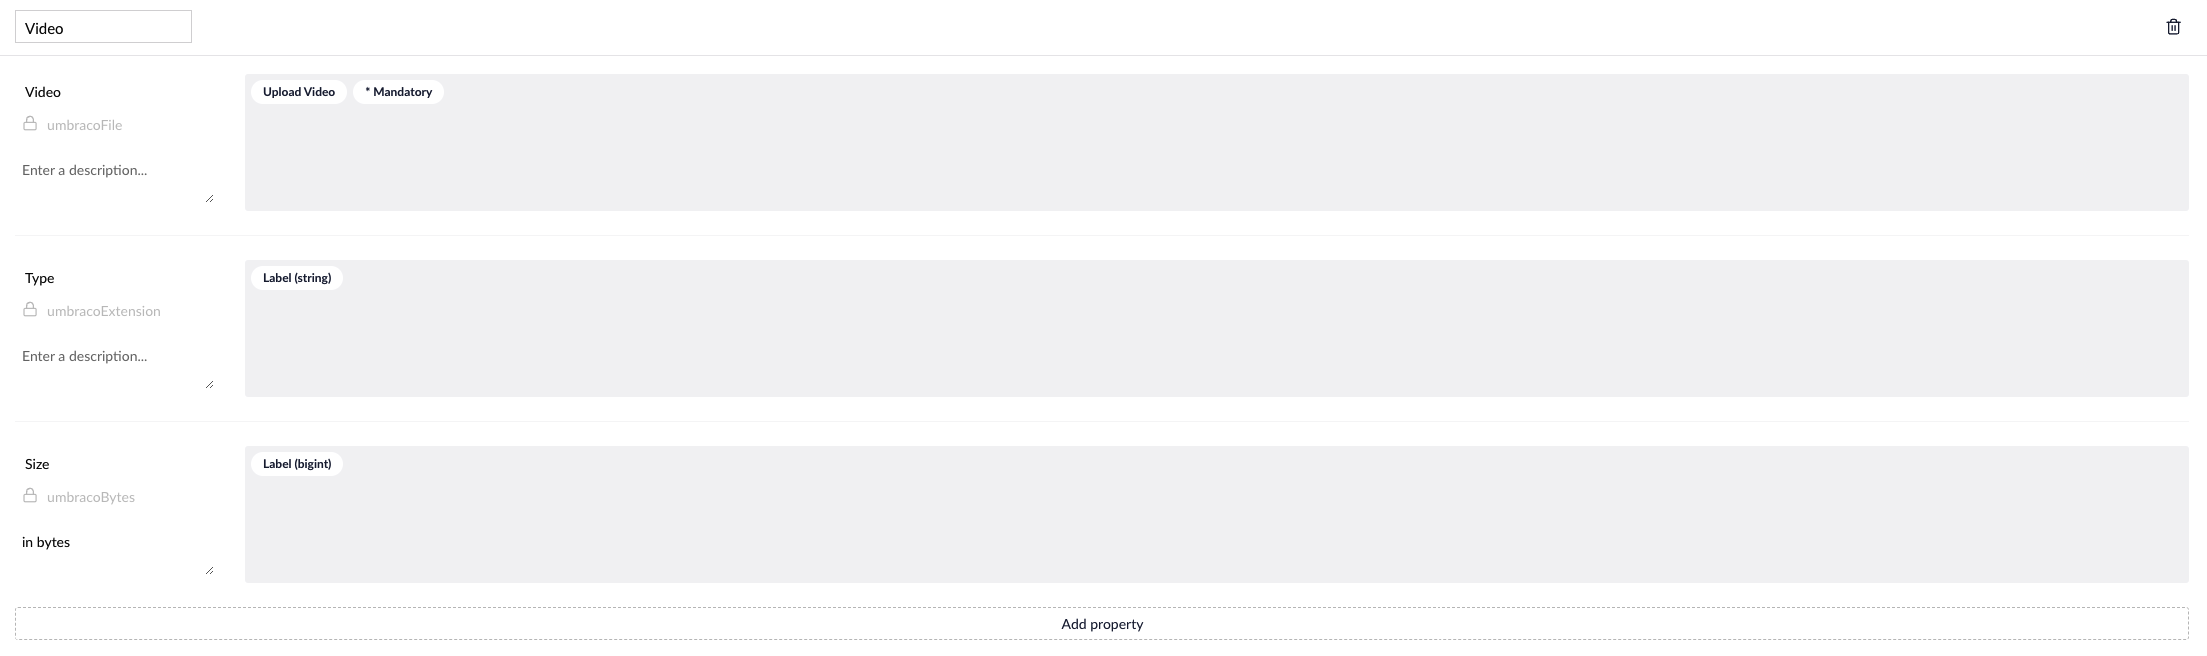 Video
Video
Upload Video
* Mandatory
umbracoFile
Enter a description...
Type
Label (string)
umbracoExtension
Enter a description...
Size
Label (bigint)
umbracoBytes
in bytes
Add property